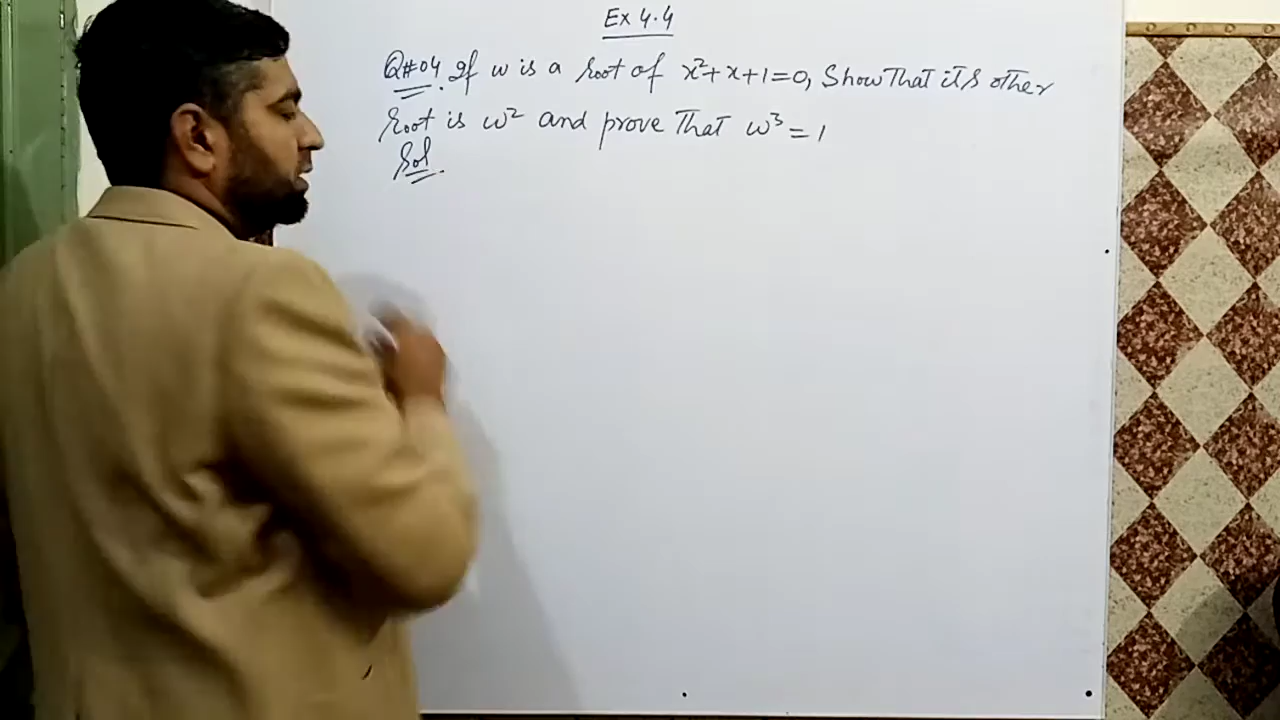 Ex 4.4
Q#04. If w is a root of x²+x+1=0, Show That its other
root is w² and prove That w³ = 1
Sol.